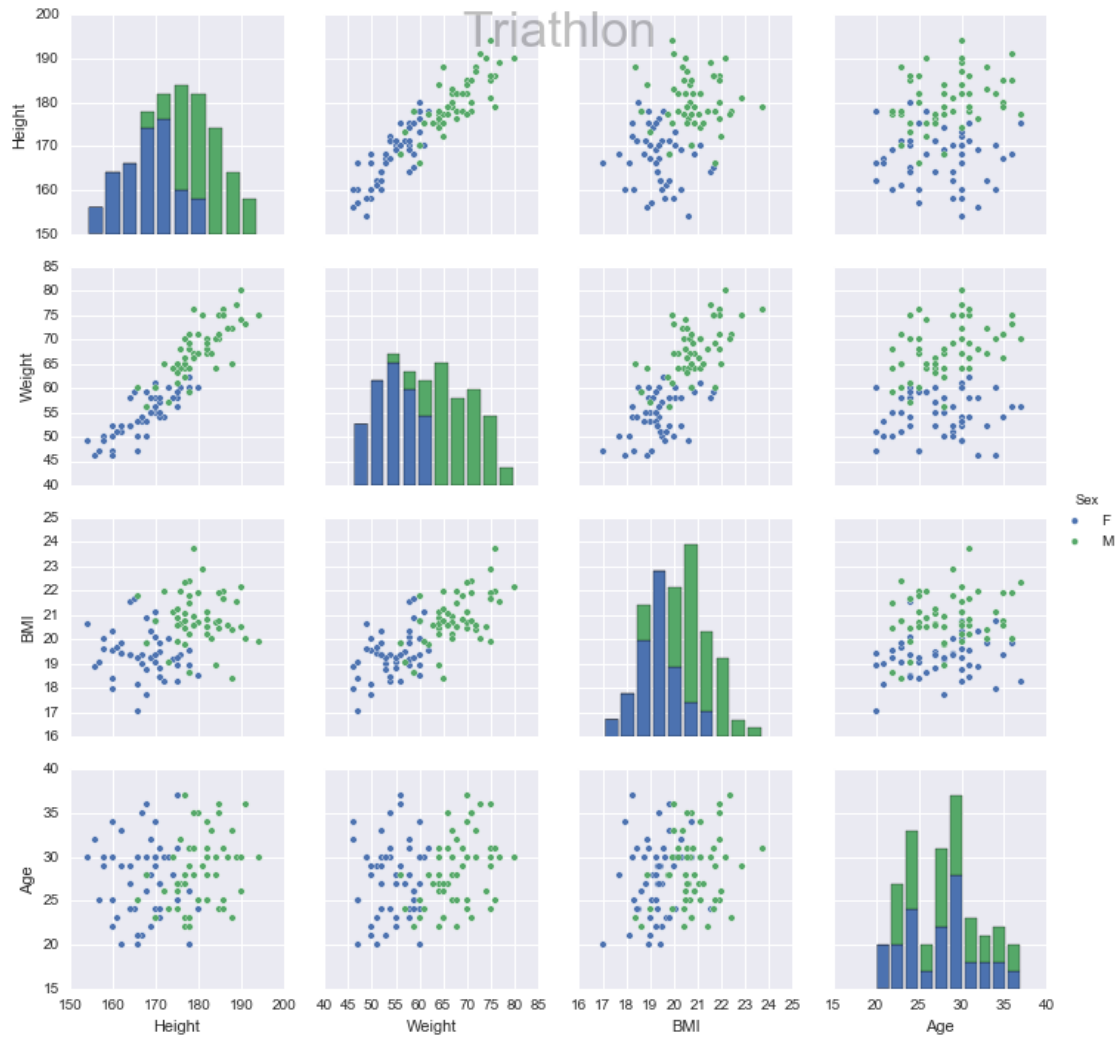 Triathlon
200
190
180
170
160
150
Height
85
80
75
70
65
60
55
50
45
40
Weight
25
24
23
22
21
20
19
18
17
16
BMI
Sex
F
M
40
35
30
25
20
15
Age
150 160 170 180 190 200
40 45 50 55 60 65 70 75 80 85
16 17 18 19 20 21 22 23 24 25
15 20 25 30 35 40
Height Weight BMI Age